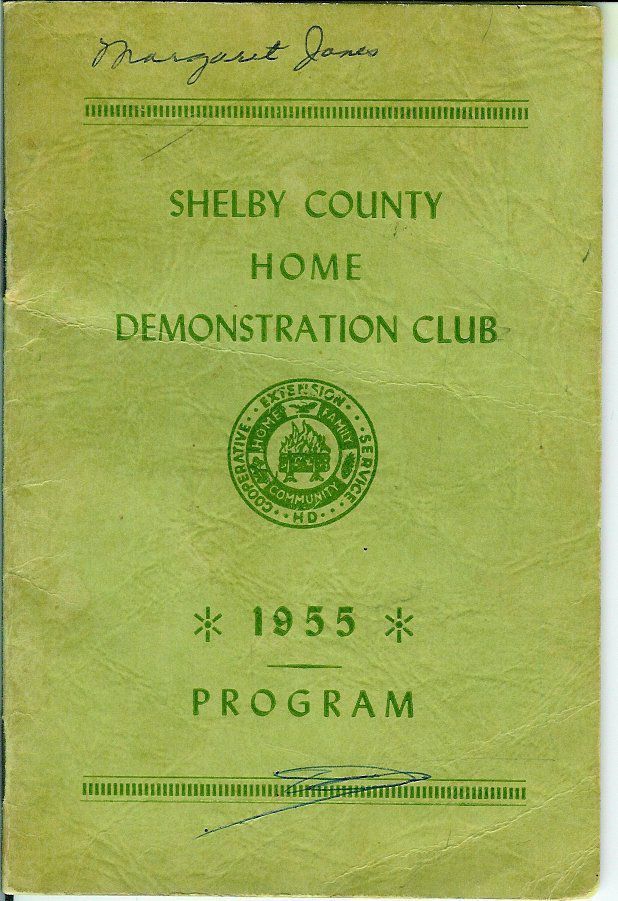 Margaret Jones
SHELBY COUNTY
HOME
DEMONSTRATION CLUB
COOPERATIVE · EXTENSION · SERVICE
HOME FAMILY
COMMUNITY
HD
* 1955 *
PROGRAM